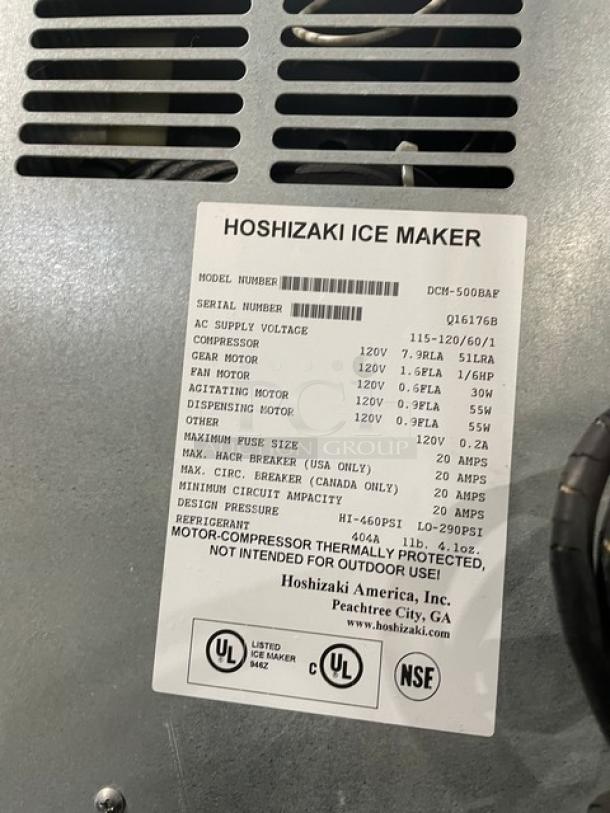 HOSHIZAKI ICE MAKER
MODEL NUMBER DCM-500BAF
SERIAL NUMBER Q16176B
AC SUPPLY VOLTAGE 115-120/60/1
COMPRESSOR 120V 7.9RLA 51LRA
GEAR MOTOR 120V 1.6FLA 1/6HP
FAN MOTOR 120V 0.6FLA 30W
AGITATING MOTOR 120V 0.9FLA 55W
DISPENSING MOTOR 120V 0.9FLA 55W
OTHER 120V 0.2A
MAXIMUM FUSE SIZE 20 AMPS
MAX. HACR BREAKER (USA ONLY) 20 AMPS
MAX. CIRC. BREAKER (CANADA ONLY) 20 AMPS
MINIMUM CIRCUIT AMPACITY 20 AMPS
DESIGN PRESSURE HI-460PSI LO-290PSI
REFRIGERANT 404A 1lb. 4.1oz.
MOTOR-COMPRESSOR THERMALLY PROTECTED,
NOT INTENDED FOR OUTDOOR USE!
Hoshizaki America, Inc.
Peachtree City, GA
www.hoshizaki.com
UL LISTED
ICE MAKER
946Z
C UL
NSF
GROUP